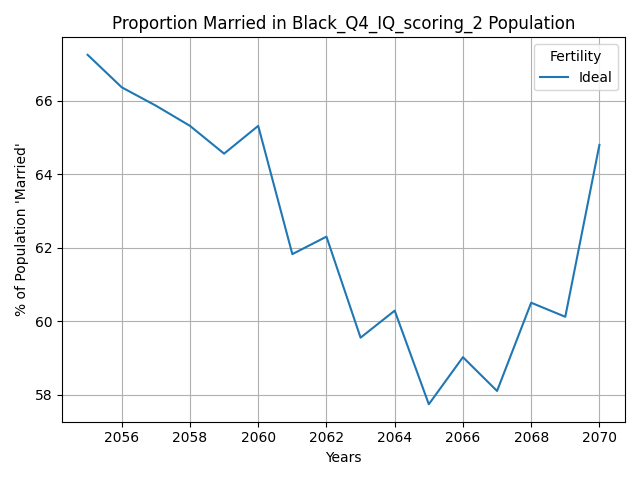 Proportion Married in Black_Q4_IQ_scoring_2 Population
Fertility
Ideal
% of Population 'Married'
66
64
62
60
58
2056 2058 2060 2062 2064 2066 2068 2070
Years